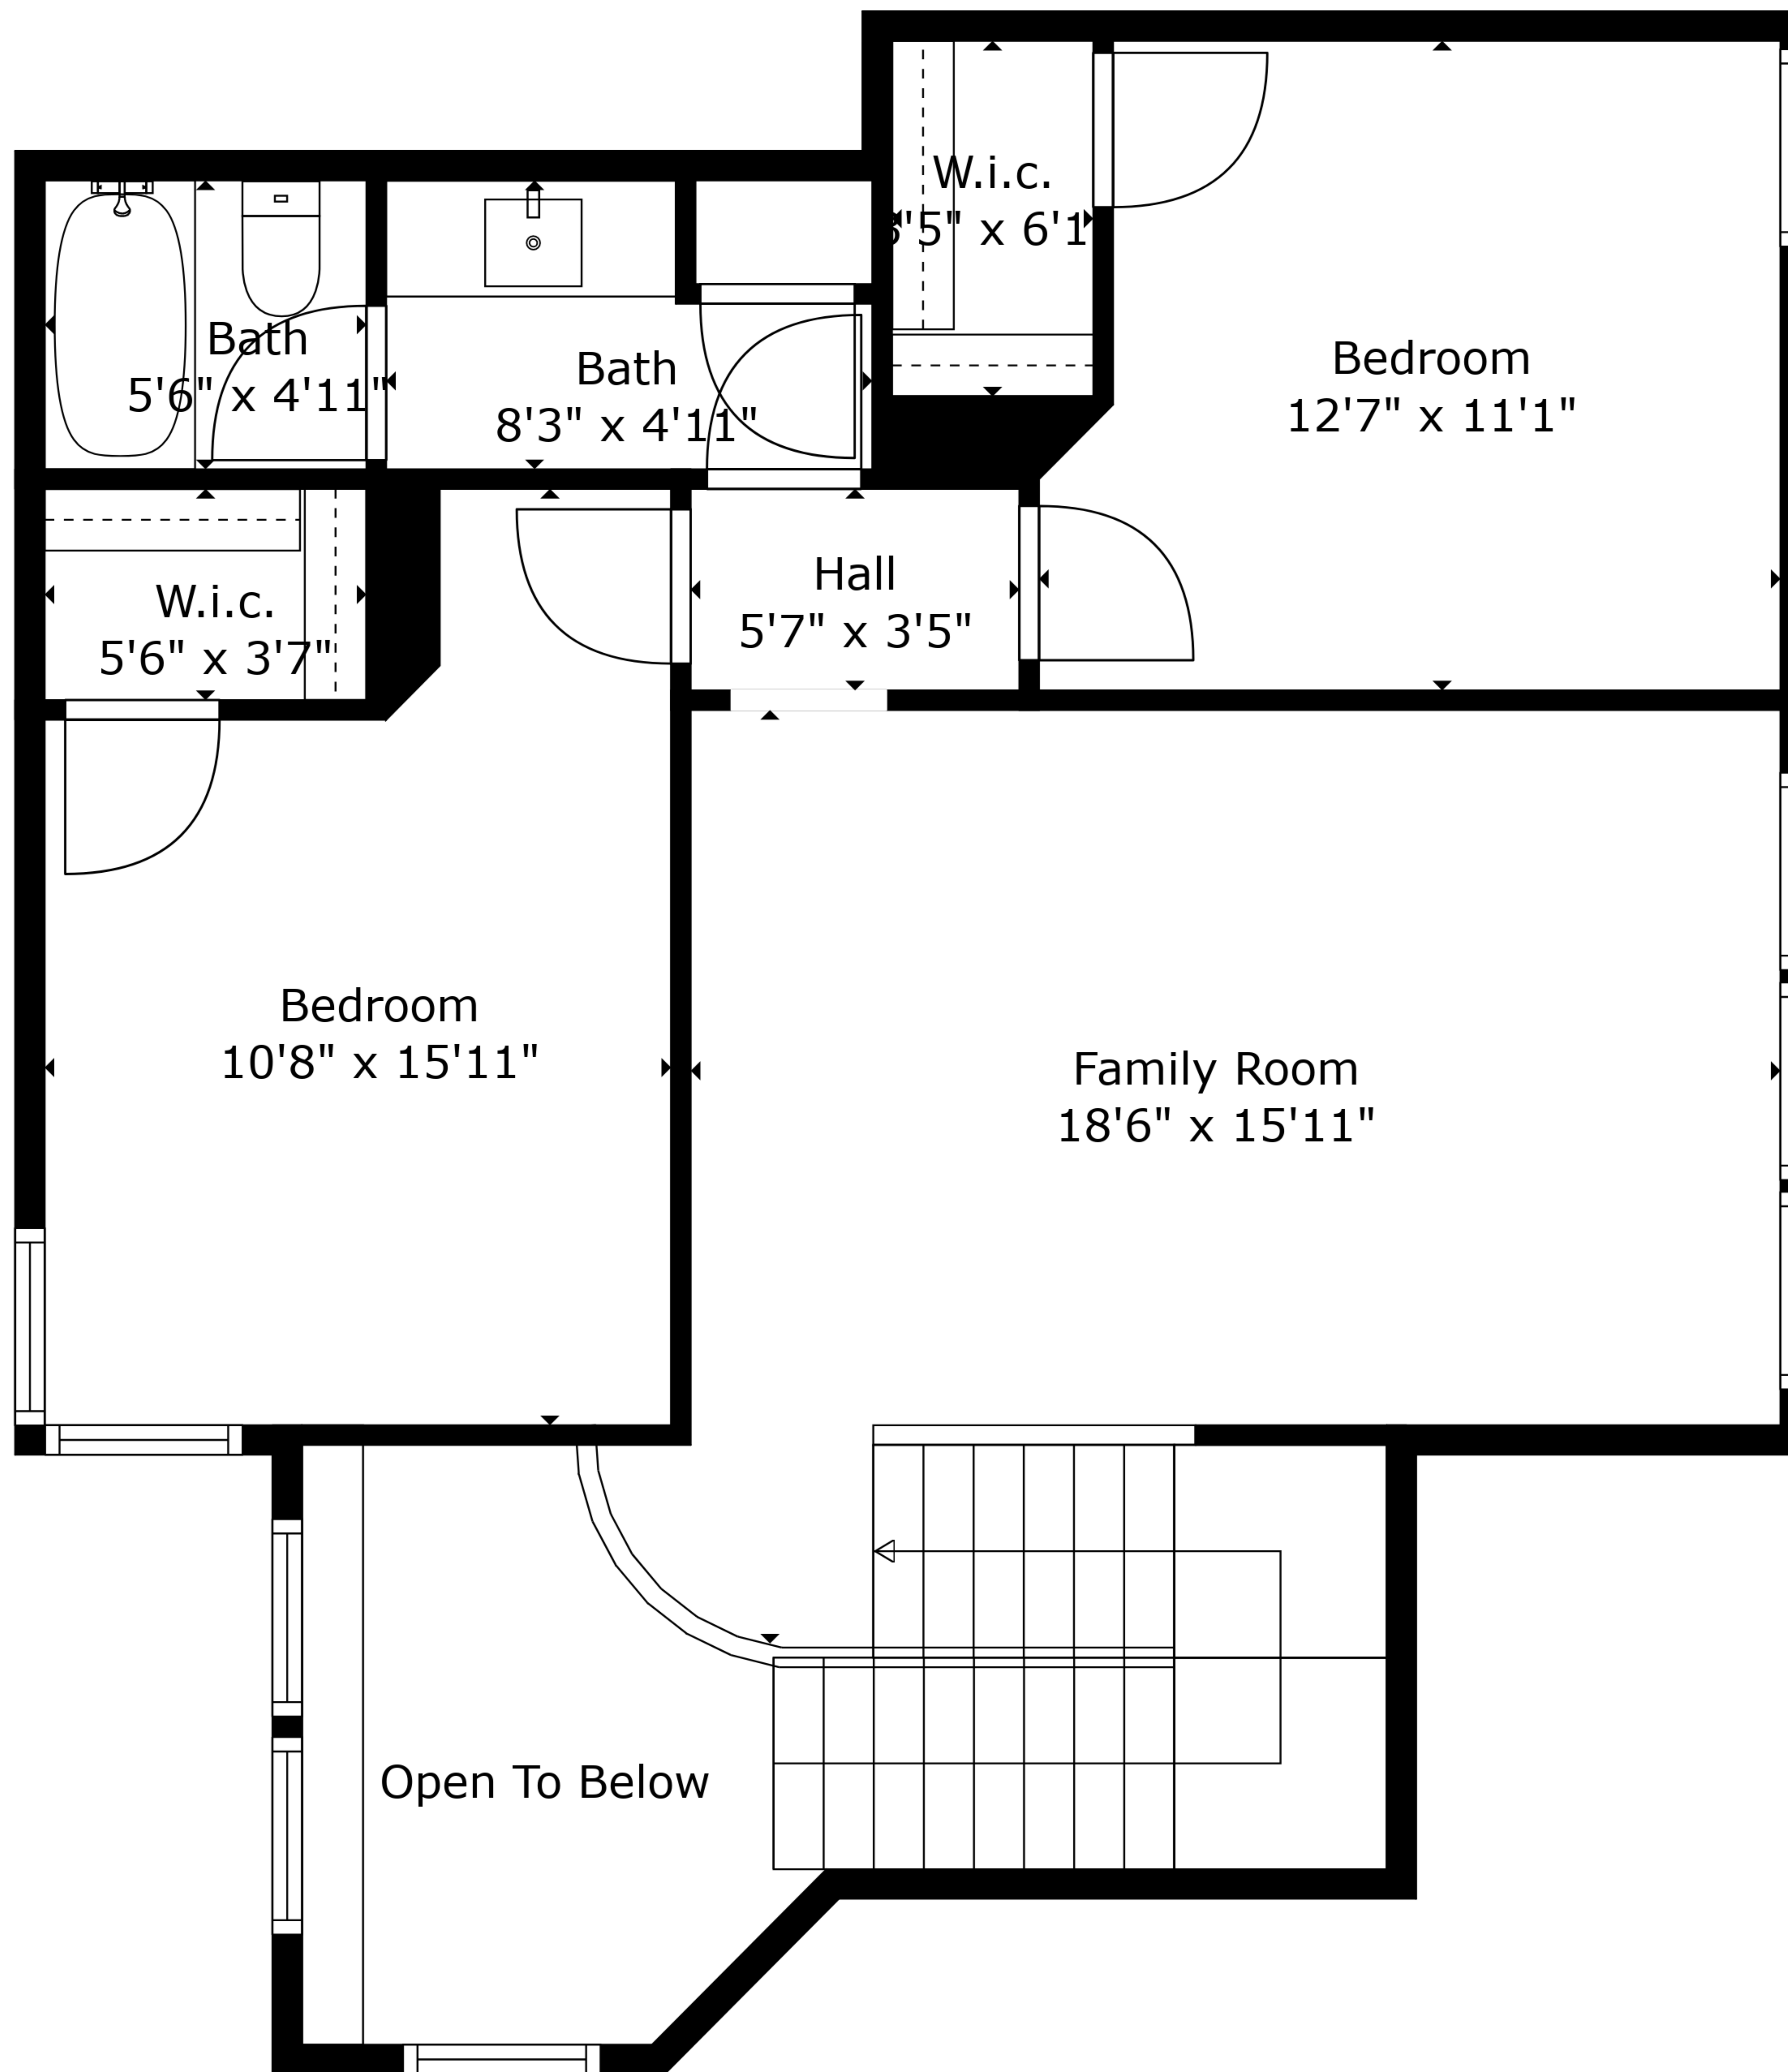 W.i.c.
Bath
5'6" x 4'11"
Bath
8'3" x 4'11"
Bedroom
12'7" x 11'1"
W.i.c.
5'6" x 3'7"
Hall
5'7" x 3'5"
Bedroom
10'8" x 15'11"
Family Room
18'6" x 15'11"
Open To Below